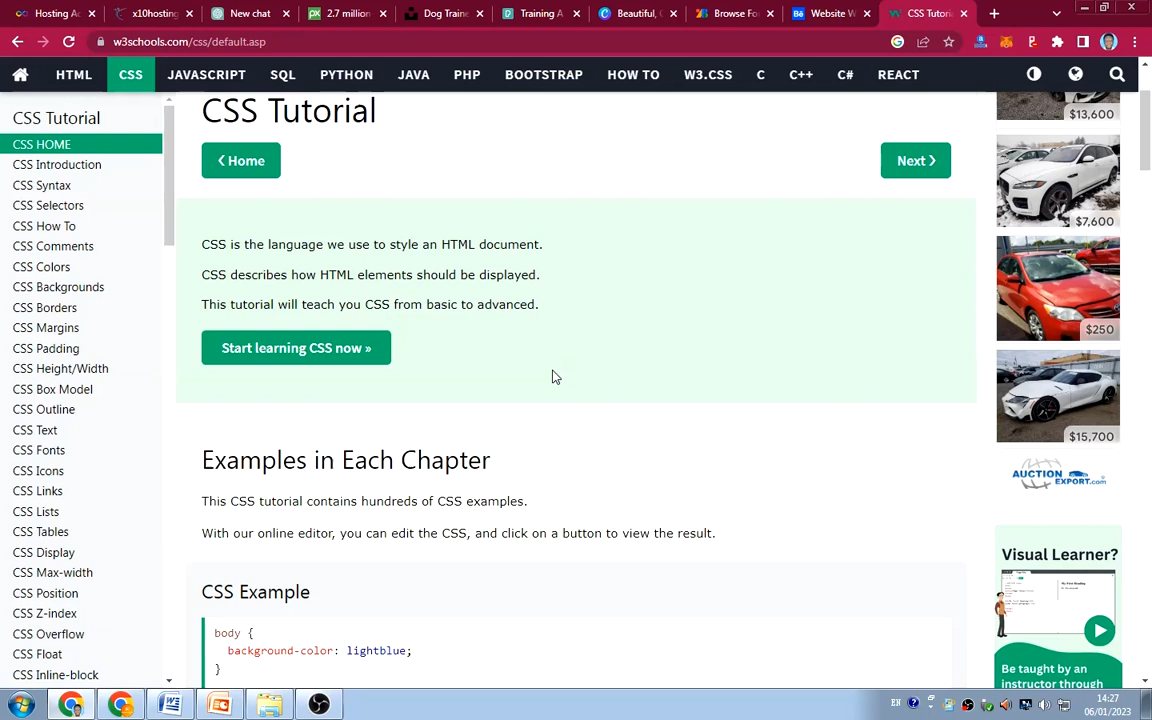 Hosting Ac
x10hosting
New chat
2.7 million
Dog Traine
Training A
Beautiful, C
Browse Fo
Website W
CSS Tutoria
w3schools.com/css/default.asp
HTML CSS JAVASCRIPT SQL PYTHON JAVA PHP BOOTSTRAP HOW TO W3.CSS C C++ C# REACT
CSS Tutorial
CSS HOME
CSS Introduction
CSS Syntax
CSS Selectors
CSS How To
CSS Comments
CSS Colors
CSS Backgrounds
CSS Borders
CSS Margins
CSS Padding
CSS Height/Width
CSS Box Model
CSS Outline
CSS Text
CSS Fonts
CSS Icons
CSS Links
CSS Lists
CSS Tables
CSS Display
CSS Max-width
CSS Position
CSS Z-index
CSS Overflow
CSS Float
CSS Inline-block
CSS Tutorial
❮ Home
Next ❯
CSS is the language we use to style an HTML document.
CSS describes how HTML elements should be displayed.
This tutorial will teach you CSS from basic to advanced.
Start learning CSS now »
Examples in Each Chapter
This CSS tutorial contains hundreds of CSS examples.
With our online editor, you can edit the CSS, and click on a button to view the result.
CSS Example
body {
background-color: lightblue;
}
$13,600
$7,600
$250
$15,700
AUCTION
EXPORT.COM
Visual Learner?
Be taught by an
instructor through
EN
14:27
06/01/2023